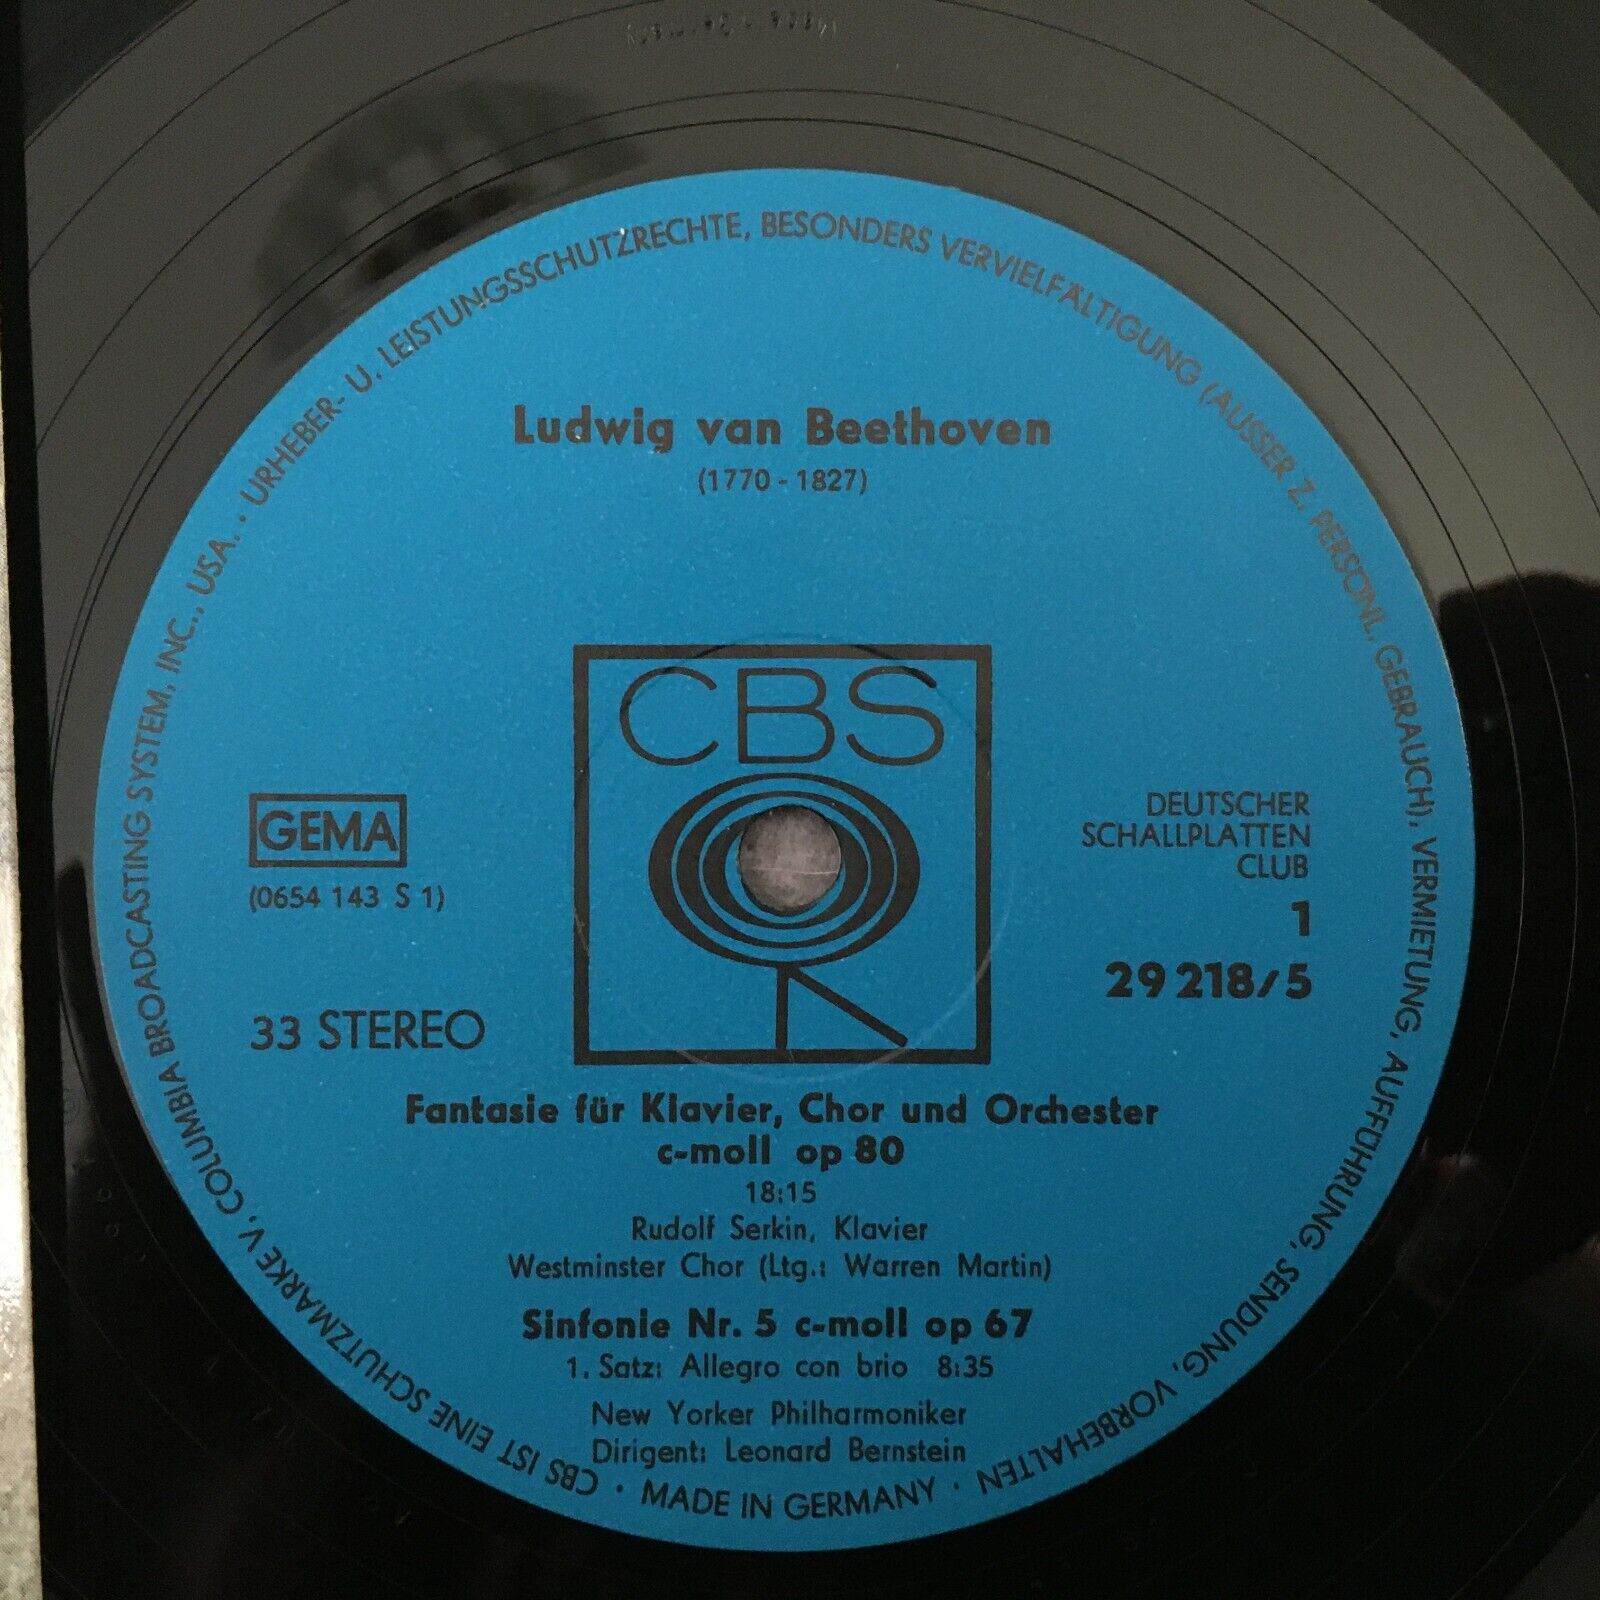 CBS IST EINE SCHUTZMARKE V. COLUMBIA BROADCASTING SYSTEM, INC., USA. · URHEBER- U. LEISTUNGSSCHUTZRECHTE, BESONDERS VERVIELFÄLTIGUNG (AUSSER Z. PERSÖNL. GEBRAUCH), VERMIETUNG, AUFFÜHRUNG, SENDUNG, VORBEHALTEN · MADE IN GERMANY ·
Ludwig van Beethoven
(1770 - 1827)
CBS
GEMA
(0654 143 S 1)
33 STEREO
DEUTSCHER
SCHALLPLATTEN
CLUB
1
29 218/5
Fantasie für Klavier, Chor und Orchester
c-moll op 80
18:15
Rudolf Serkin, Klavier
Westminster Chor (Ltg.: Warren Martin)
Sinfonie Nr. 5 c-moll op 67
1. Satz: Allegro con brio 8:35
New Yorker Philharmoniker
Dirigent: Leonard Bernstein